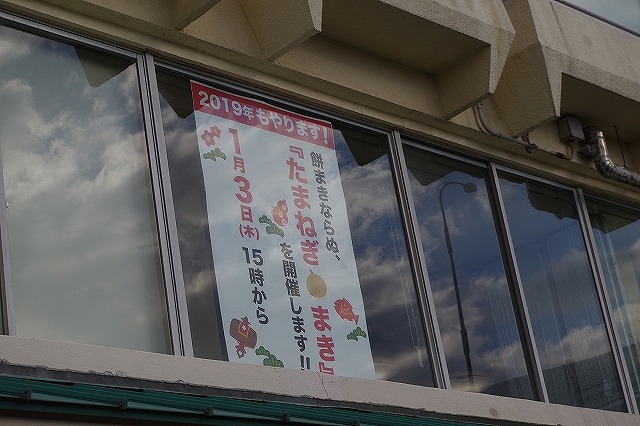 2019年もやります!
餅まきならぬ、
『たまねぎまき』
を開催します!!
1月3日(木)
15時から